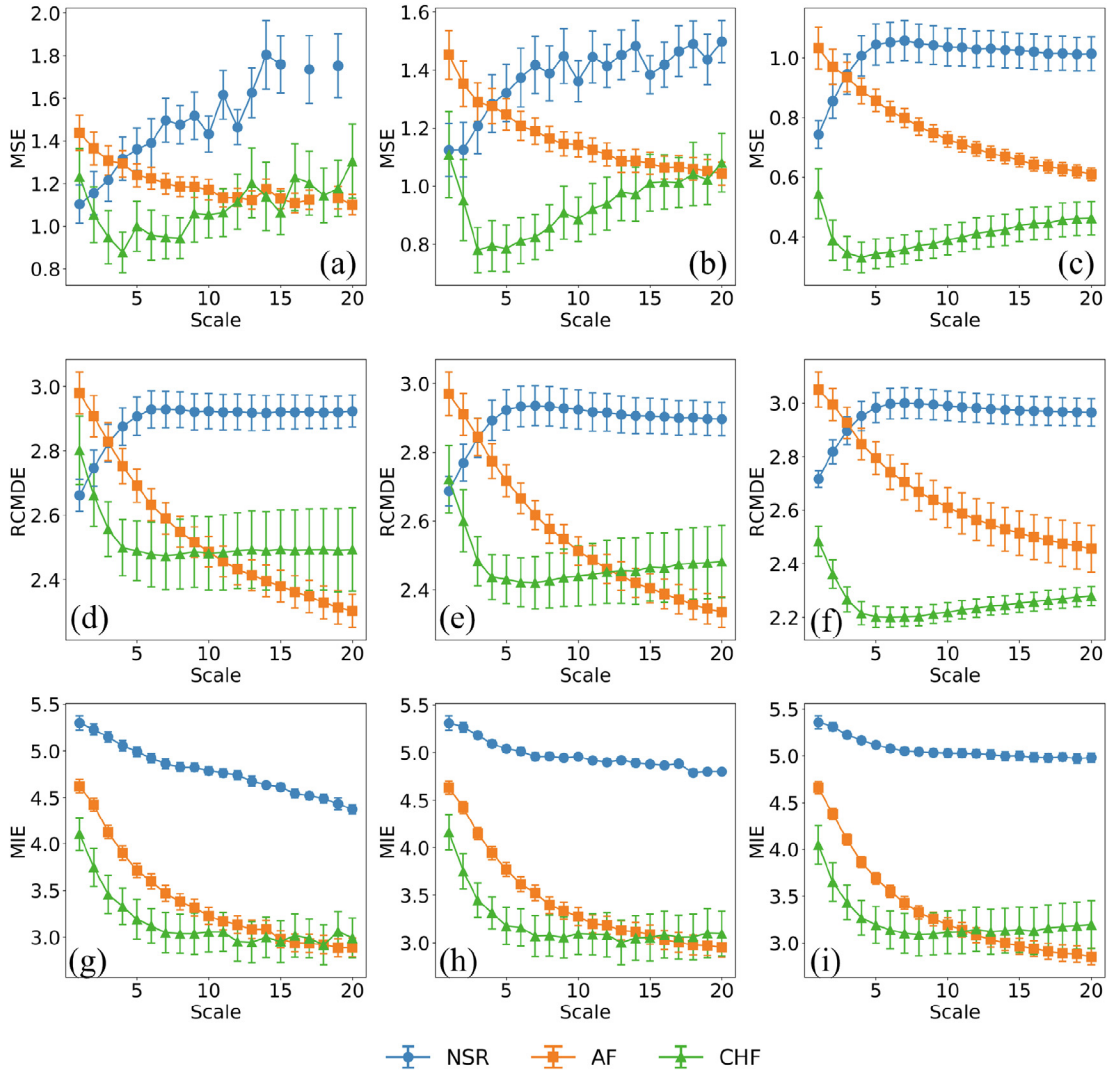 MSE
2.0
1.8
1.6
1.4
1.2
1.0
0.8
(a)
5 10 15 20
Scale
MSE
1.6
1.4
1.2
1.0
0.8
(b)
5 10 15 20
Scale
MSE
1.0
0.8
0.6
0.4
(c)
5 10 15 20
Scale
RCMDE
3.0
2.8
2.6
2.4
(d)
5 10 15 20
Scale
RCMDE
3.0
2.8
2.6
2.4
(e)
5 10 15 20
Scale
RCMDE
3.0
2.8
2.6
2.4
2.2
(f)
5 10 15 20
Scale
MIE
5.5
5.0
4.5
4.0
3.5
3.0
(g)
5 10 15 20
Scale
MIE
5.5
5.0
4.5
4.0
3.5
3.0
(h)
5 10 15 20
Scale
MIE
5.5
5.0
4.5
4.0
3.5
3.0
(i)
5 10 15 20
Scale
NSR AF CHF